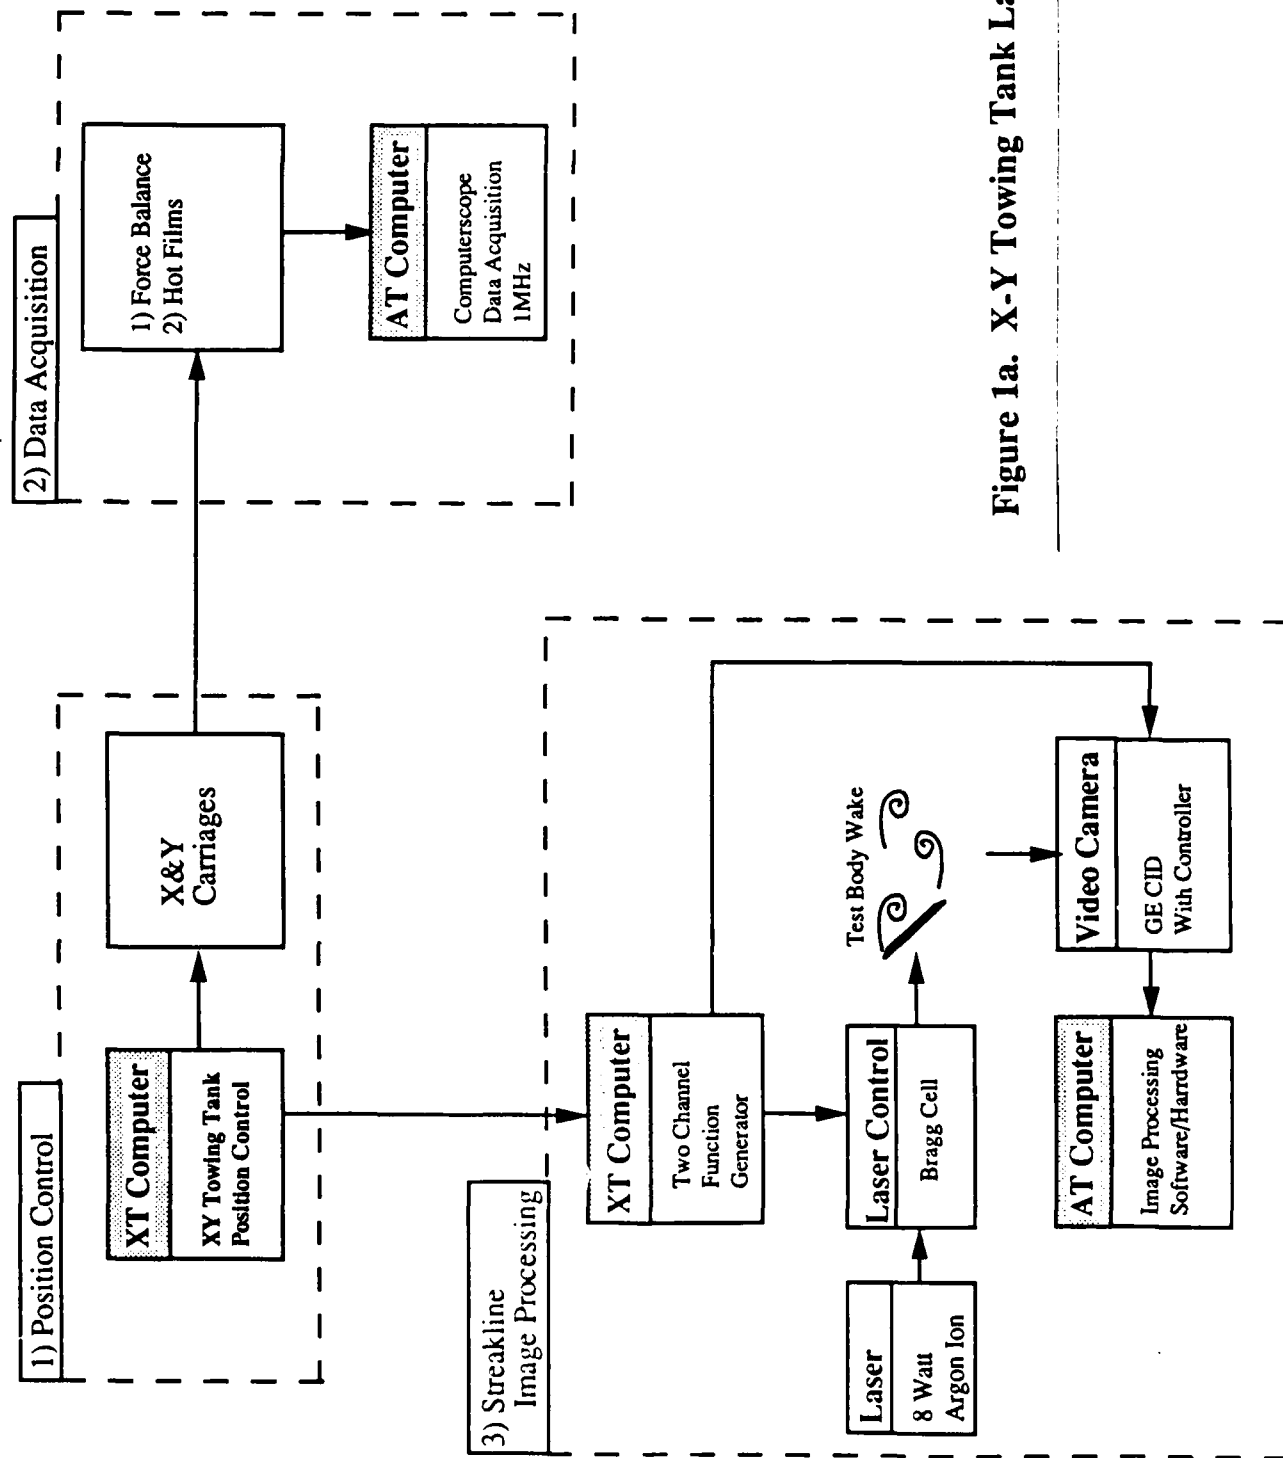 1) Position Control
XT Computer
XY Towing Tank
Position Control
X&Y
Carriages
2) Data Acquisition
1) Force Balance
2) Hot Films
AT Computer
Computerscope
Data Acquisition
1MHz
3) Streakline
Image Processing
XT Computer
Two Channel
Function
Generator
Laser
8 Watt
Argon Ion
Laser Control
Bragg Cell
Test Body Wake
Video Camera
GE CID
With Controller
AT Computer
Image Processing
Software/Harrdware
Figure 1a. X-Y Towing Tank La